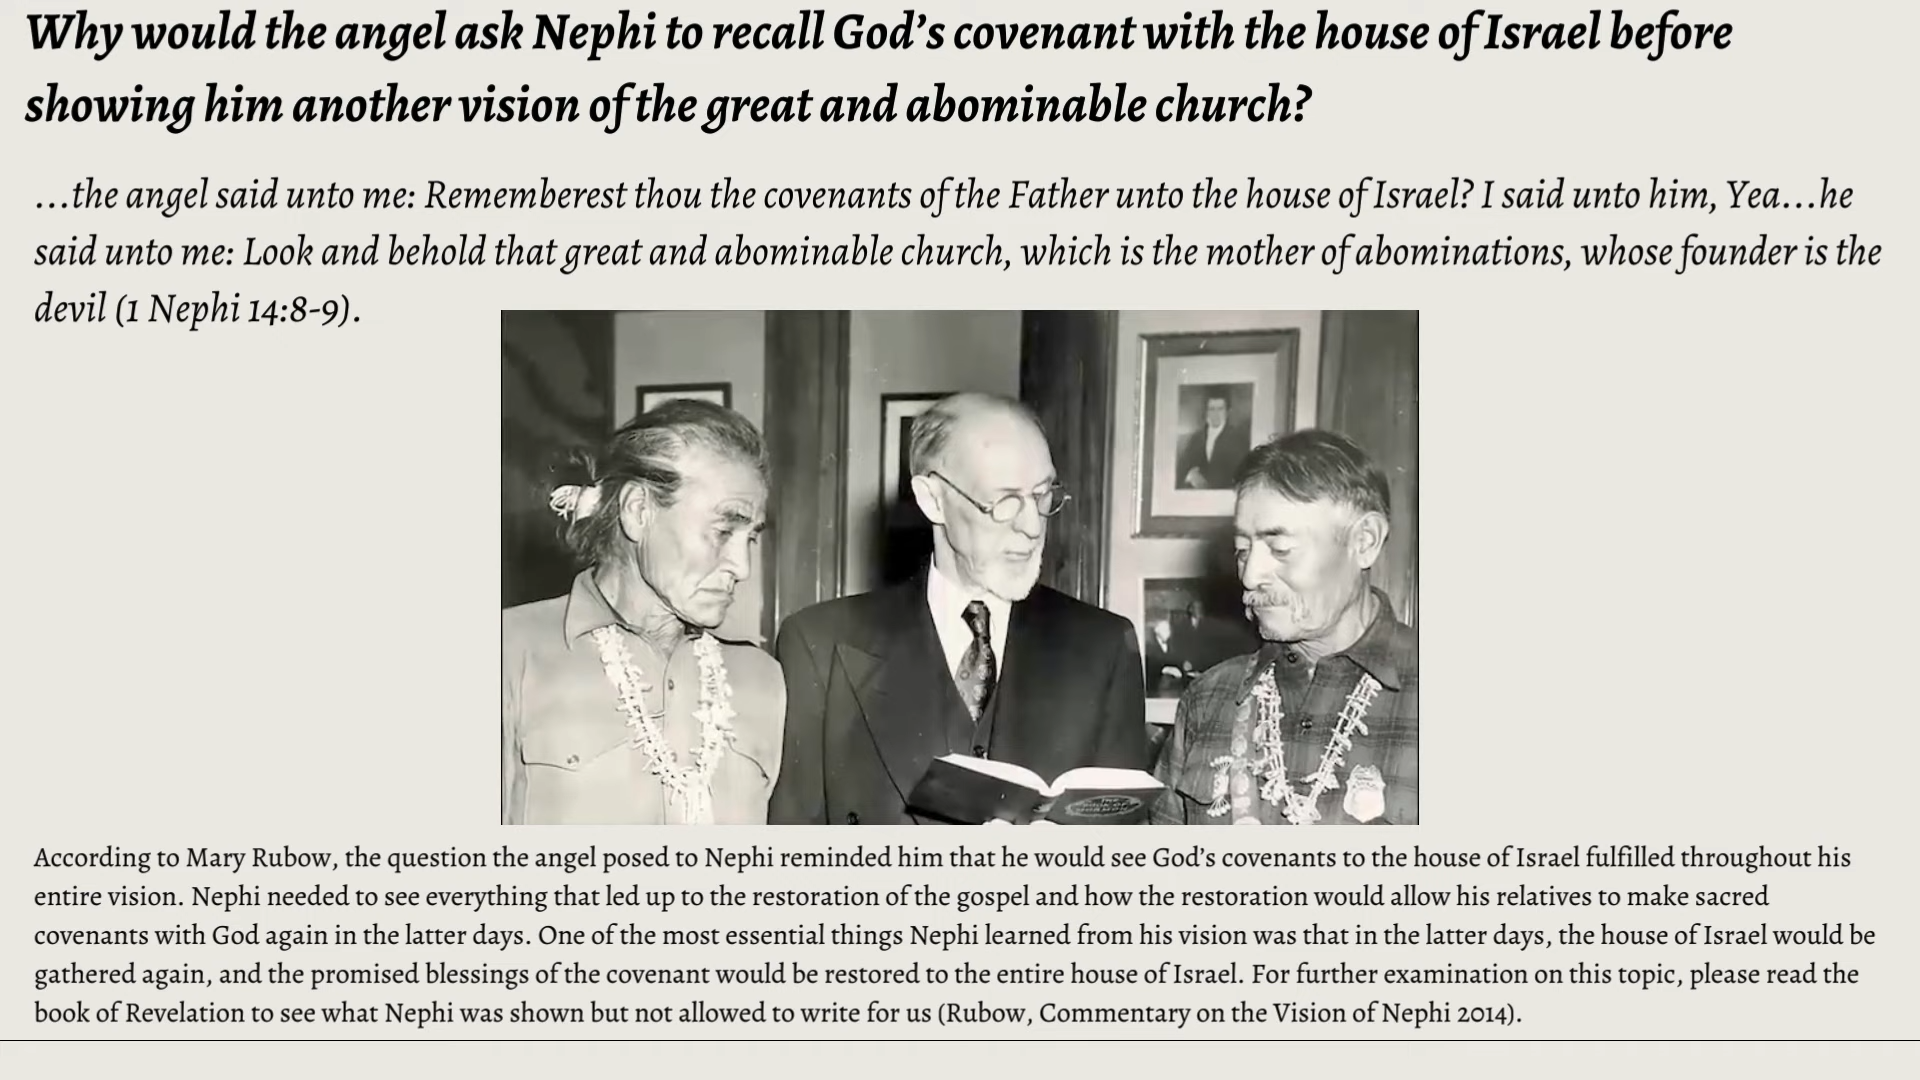 Why would the angel ask Nephi to recall God's covenant with the house of Israel before
showing him another vision of the great and abominable church?
…the angel said unto me: Rememberest thou the covenants of the Father unto the house of Israel? I said unto him, Yea…he
said unto me: Look and behold that great and abominable church, which is the mother of abominations, whose founder is the
devil (1 Nephi 14:8-9).
According to Mary Rubow, the question the angel posed to Nephi reminded him that he would see God's covenants to the house of Israel fulfilled throughout his
entire vision. Nephi needed to see everything that led up to the restoration of the gospel and how the restoration would allow his relatives to make sacred
covenants with God again in the latter days. One of the most essential things Nephi learned from his vision was that in the latter days, the house of Israel would be
gathered again, and the promised blessings of the covenant would be restored to the entire house of Israel. For further examination on this topic, please read the
book of Revelation to see what Nephi was shown but not allowed to write for us (Rubow, Commentary on the Vision of Nephi 2014).